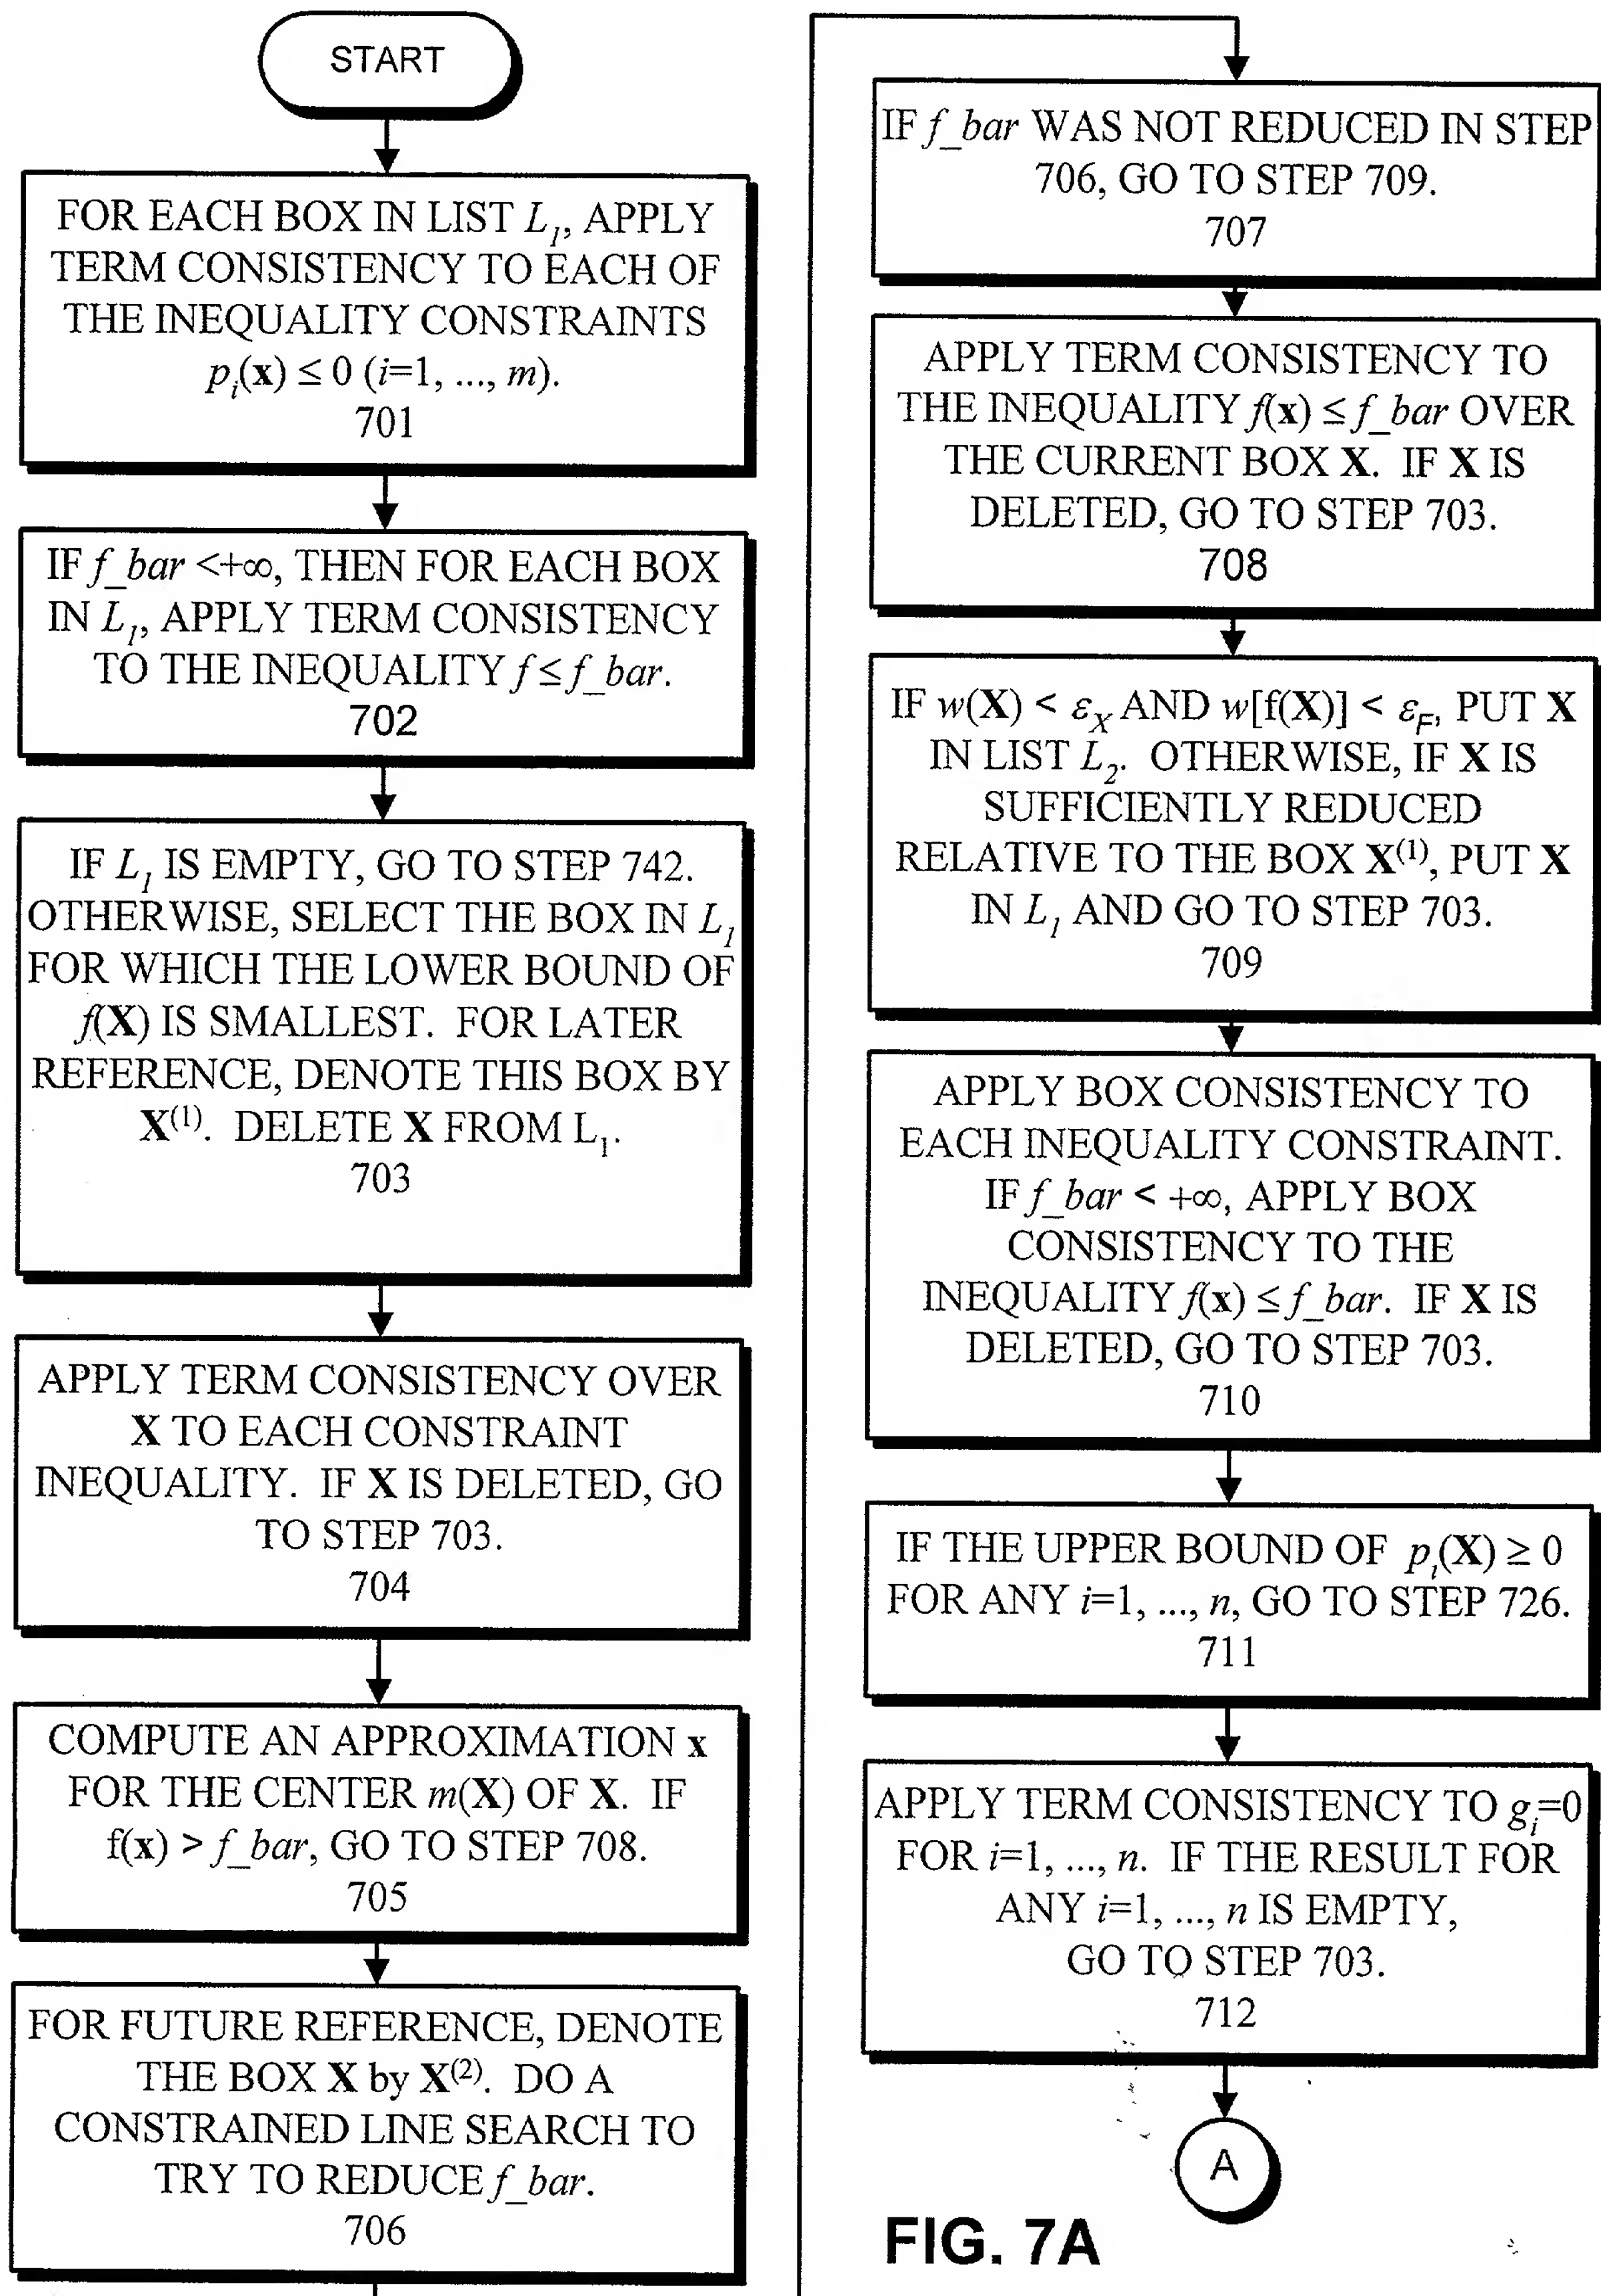 START
FOR EACH BOX IN LIST L₁, APPLY
TERM CONSISTENCY TO EACH OF
THE INEQUALITY CONSTRAINTS
pᵢ(x) ≤ 0 (i=1, ..., m).
701
IF f_bar <+∞, THEN FOR EACH BOX
IN L₁, APPLY TERM CONSISTENCY
TO THE INEQUALITY f ≤ f_bar.
702
IF L₁ IS EMPTY, GO TO STEP 742.
OTHERWISE, SELECT THE BOX IN L₁
FOR WHICH THE LOWER BOUND OF
f(X) IS SMALLEST. FOR LATER
REFERENCE, DENOTE THIS BOX BY
X⁽¹⁾. DELETE X FROM L₁.
703
APPLY TERM CONSISTENCY OVER
X TO EACH CONSTRAINT
INEQUALITY. IF X IS DELETED, GO
TO STEP 703.
704
COMPUTE AN APPROXIMATION x
FOR THE CENTER m(X) OF X. IF
f(x) > f_bar, GO TO STEP 708.
705
FOR FUTURE REFERENCE, DENOTE
THE BOX X by X⁽²⁾. DO A
CONSTRAINED LINE SEARCH TO
TRY TO REDUCE f_bar.
706
IF f_bar WAS NOT REDUCED IN STEP
706, GO TO STEP 709.
707
APPLY TERM CONSISTENCY TO
THE INEQUALITY f(x) ≤ f_bar OVER
THE CURRENT BOX X. IF X IS
DELETED, GO TO STEP 703.
708
IF w(X) < ε_X AND w[f(X)] < ε_F, PUT X
IN LIST L₂. OTHERWISE, IF X IS
SUFFICIENTLY REDUCED
RELATIVE TO THE BOX X⁽¹⁾, PUT X
IN L₁ AND GO TO STEP 703.
709
APPLY BOX CONSISTENCY TO
EACH INEQUALITY CONSTRAINT.
IF f_bar < +∞, APPLY BOX
CONSISTENCY TO THE
INEQUALITY f(x) ≤ f_bar. IF X IS
DELETED, GO TO STEP 703.
710
IF THE UPPER BOUND OF pᵢ(X) ≥ 0
FOR ANY i=1, ..., n, GO TO STEP 726.
711
APPLY TERM CONSISTENCY TO gᵢ=0
FOR i=1, ..., n. IF THE RESULT FOR
ANY i=1, ..., n IS EMPTY,
GO TO STEP 703.
712
A
FIG. 7A